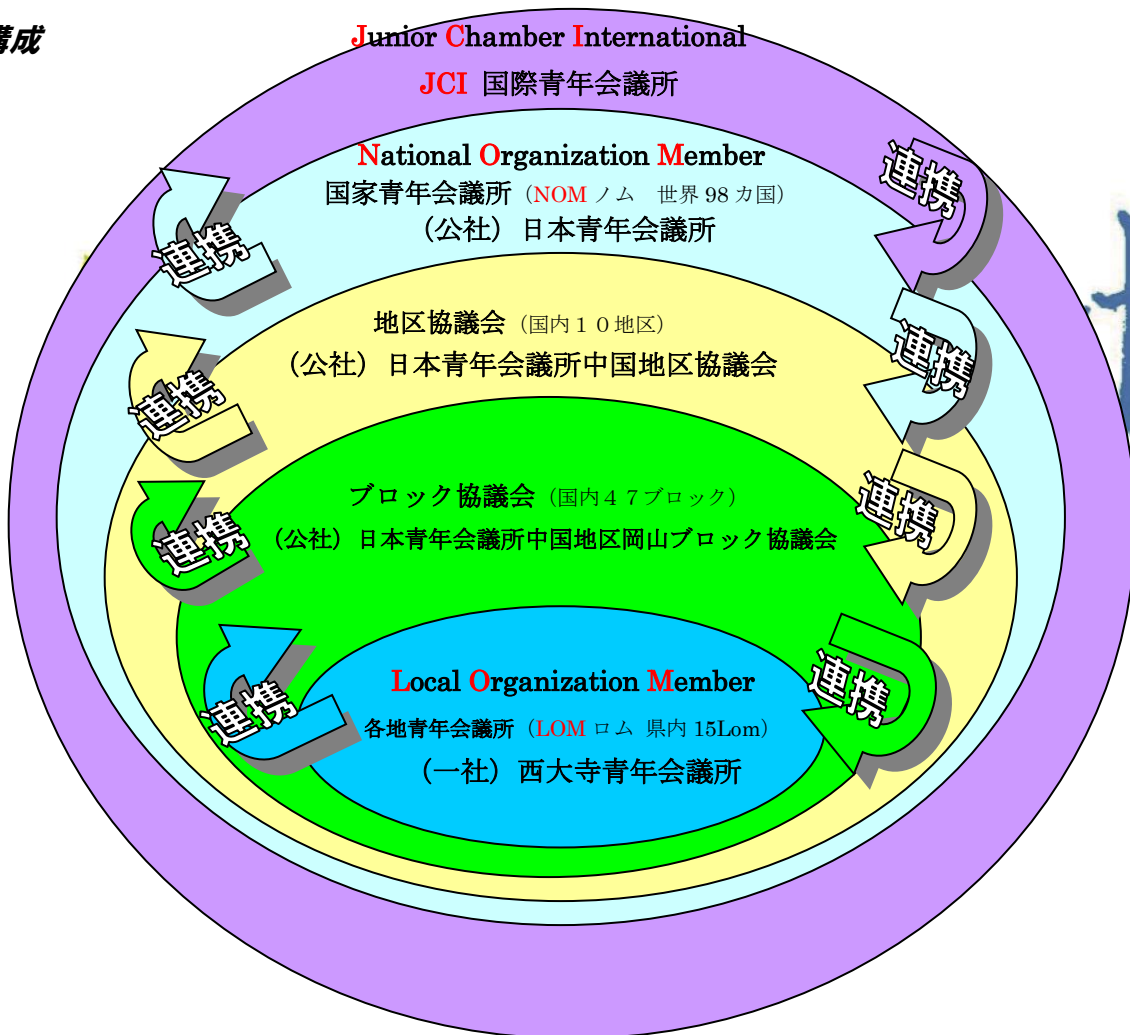 構成
Junior Chamber International
JCI 国際青年会議所
National Organization Member
国家青年会議所（NOM ノム 世界 98 カ国）
（公社）日本青年会議所
連携
連携
地区協議会（国内１０地区）
（公社）日本青年会議所中国地区協議会
連携
連携
ブロック協議会（国内４７ブロック）
（公社）日本青年会議所中国地区岡山ブロック協議会
連携
連携
Local Organization Member
各地青年会議所（LOM ロム 県内 15Lom）
（一社）西大寺青年会議所
連携
連携